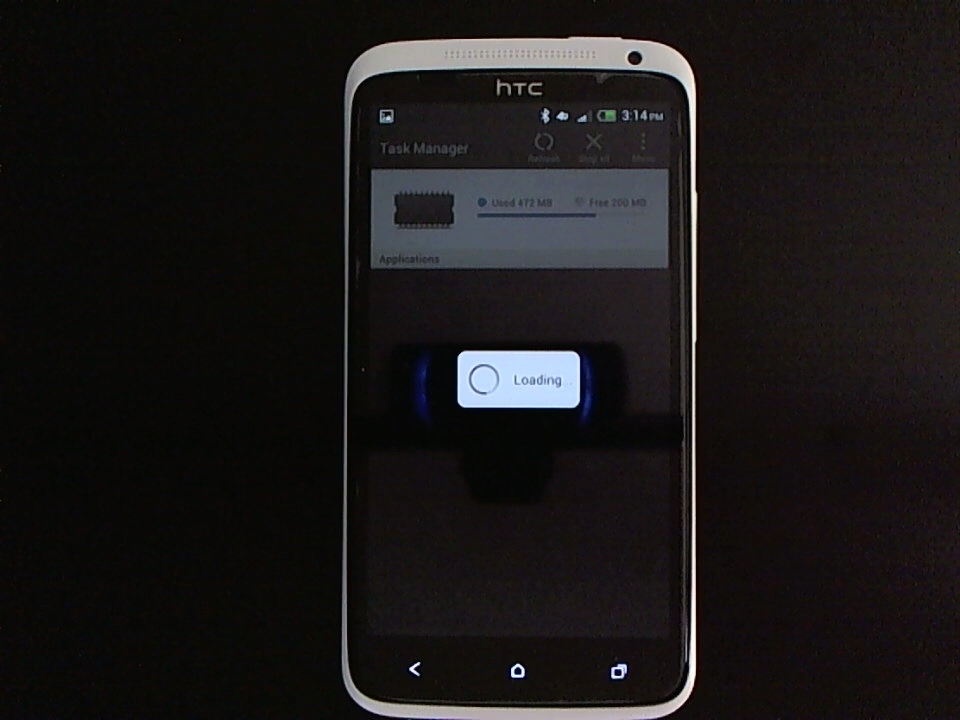 hTC
3:14 PM
Task Manager
Refresh Stop all Menu
Used 472 MB Free 200 MB
Applications
Loading...